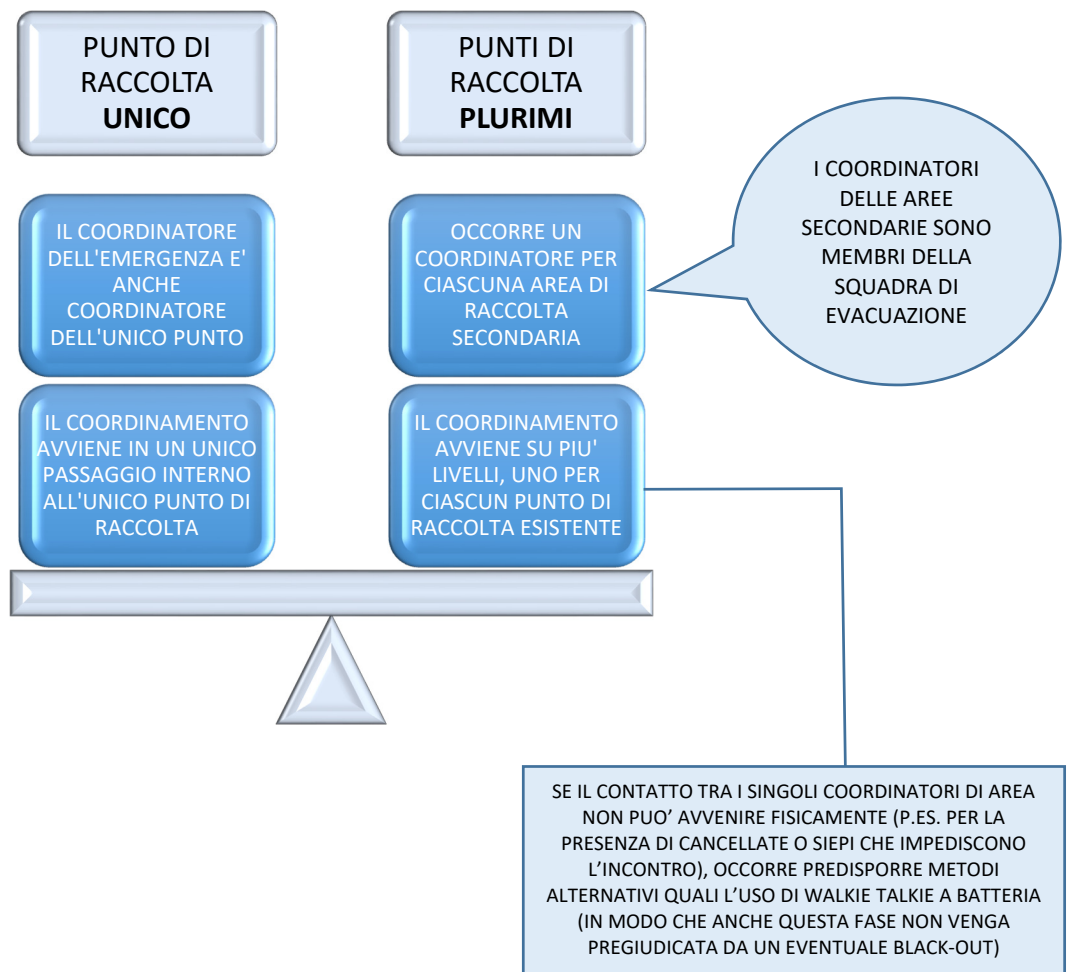 PUNTO DI
RACCOLTA
UNICO
PUNTI DI
RACCOLTA
PLURIMI
IL COORDINATORE
DELL'EMERGENZA E'
ANCHE
COORDINATORE
DELL'UNICO PUNTO
OCCORRE UN
COORDINATORE PER
CIASCUNA AREA DI
RACCOLTA
SECONDARIA
I COORDINATORI
DELLE AREE
SECONDARIE SONO
MEMBRI DELLA
SQUADRA DI
EVACUAZIONE
IL COORDINAMENTO
AVVIENE IN UN UNICO
PASSAGGIO INTERNO
ALL'UNICO PUNTO DI
RACCOLTA
IL COORDINAMENTO
AVVIENE SU PIU'
LIVELLI, UNO PER
CIASCUN PUNTO DI
RACCOLTA ESISTENTE
SE IL CONTATTO TRA I SINGOLI COORDINATORI DI AREA
NON PUO’ AVVENIRE FISICAMENTE (P.ES. PER LA
PRESENZA DI CANCELLATE O SIEPI CHE IMPEDISCONO
L’INCONTRO), OCCORRE PREDISPORRE METODI
ALTERNATIVI QUALI L’USO DI WALKIE TALKIE A BATTERIA
(IN MODO CHE ANCHE QUESTA FASE NON VENGA
PREGIUDICATA DA UN EVENTUALE BLACK-OUT)